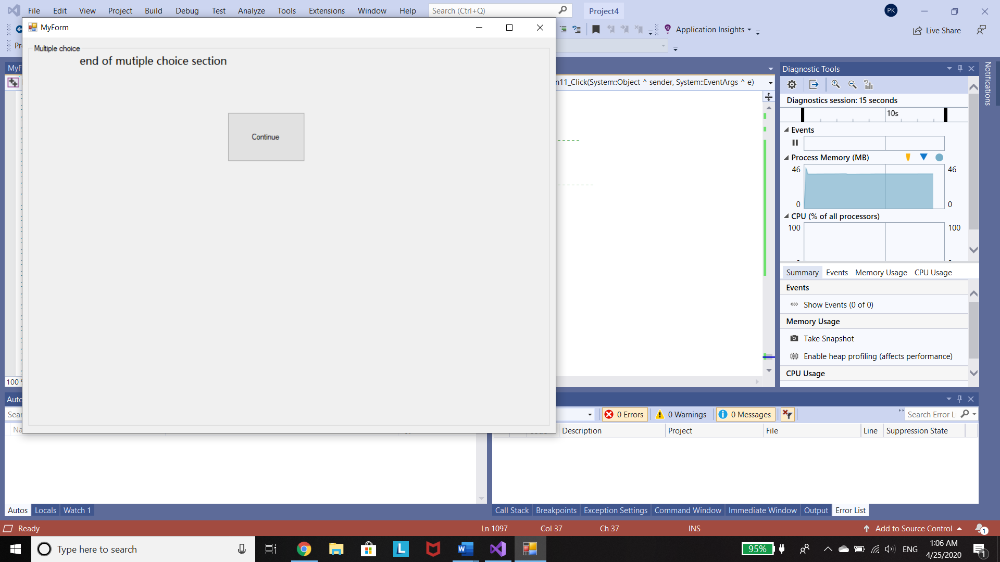 File Edit View Project Build Debug Test Analyze Tools Extensions Window Help Search (Ctrl+Q) Project4 PK
MyForm
Application Insights Live Share
Multiple choice
end of mutiple choice section
Continue
Diagnostic Tools
Notifications
n11_Click(System::Object ^ sender, System::EventArgs ^ e)
Diagnostics session: 15 seconds
10s
Events
Process Memory (MB)
46 46
0 0
CPU (% of all processors)
100 100
Summary Events Memory Usage CPU Usage
Events
Show Events (0 of 0)
Memory Usage
Take Snapshot
Enable heap profiling (affects performance)
CPU Usage
100
0 Errors 0 Warnings 0 Messages Search Error Li
Description Project File Line Suppression State
Autos Locals Watch 1
Call Stack Breakpoints Exception Settings Command Window Immediate Window Output Error List
Ready Ln 1097 Col 37 Ch 37 INS Add to Source Control 1
Type here to search
95% ENG 1:06 AM
4/25/2020 1